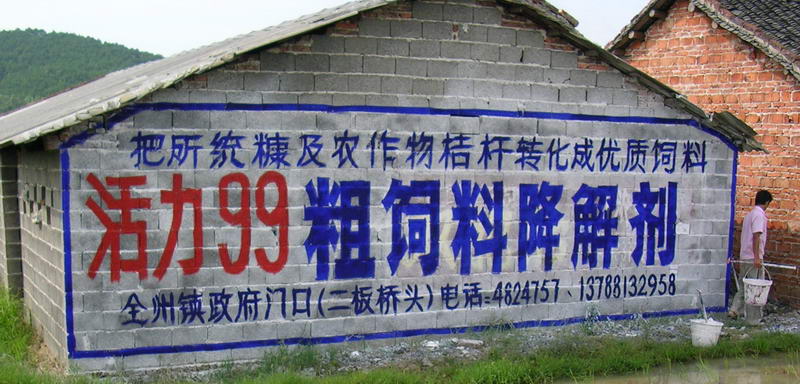 把所统糠及农作物桔杆转化成优质饲料
活力99粗饲料降解剂
全州镇政府门口(二板桥头)电话:4824757、13788132958